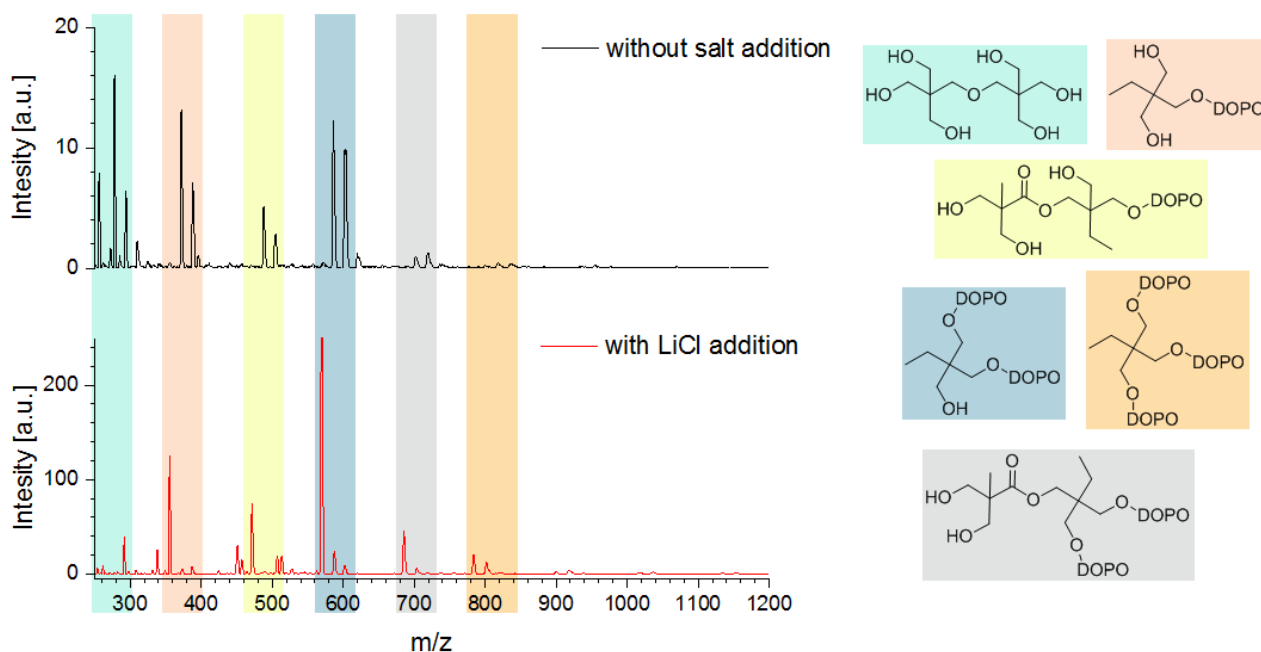 20
10
0
Intesity [a.u.]
without salt addition
200
100
0
Intesity [a.u.]
with LiCl addition
300 400 500 600 700 800 900 1000 1100 1200
m/z
HO HO
HO O OH
OH OH
HO
O DOPO
OH
O HO
HO O O DOPO
OH
DOPO
O
O DOPO
OH
DOPO
O
O DOPO
O
DOPO
O
HO O O DOPO
HO
O
DOPO